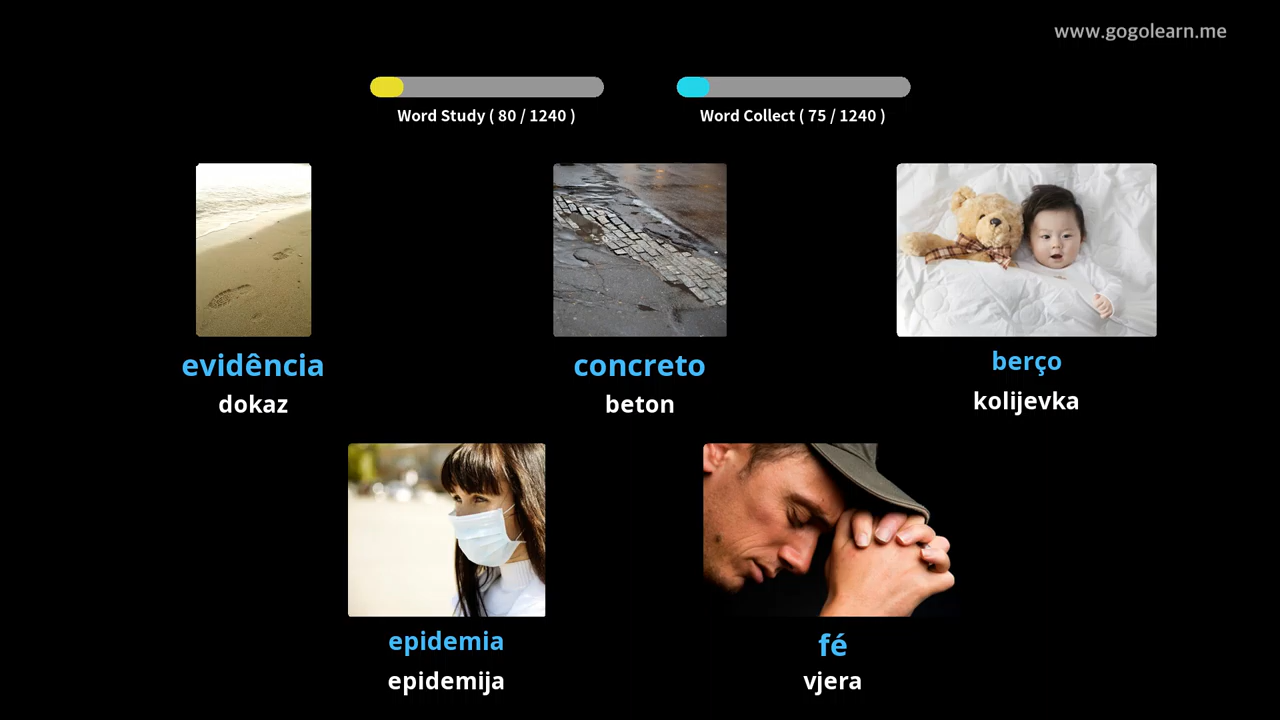 www.gogolearn.me
Word Study ( 80 / 1240 )
Word Collect ( 75 / 1240 )
evidência
dokaz
concreto
beton
berço
kolijevka
epidemia
epidemija
fé
vjera